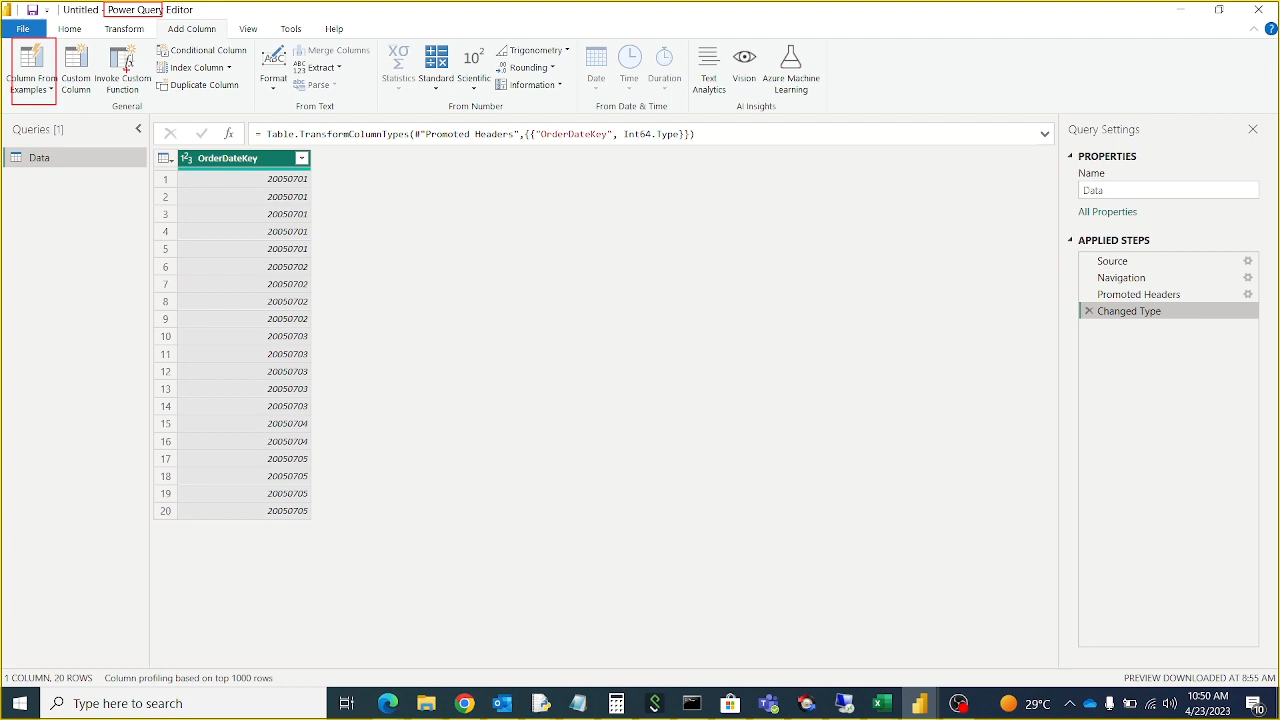 Untitled - Power Query Editor
File Home Transform Add Column View Tools Help
Column From Examples
Custom Column
Invoke Custom Function
Conditional Column
Index Column
Duplicate Column
General
Format
Merge Columns
Extract
Parse
From Text
Statistics
Standard
Scientific
Trigonometry
Rounding
Information
From Number
Date
Time
Duration
From Date & Time
Text Analytics
Vision
Azure Machine Learning
AI Insights
Queries [1]
Data
= Table.TransformColumnTypes(#"Promoted Headers",{{"OrderDateKey", Int64.Type}})
OrderDateKey
1 20050701
2 20050701
3 20050701
4 20050701
5 20050701
6 20050702
7 20050702
8 20050702
9 20050702
10 20050703
11 20050703
12 20050703
13 20050703
14 20050703
15 20050704
16 20050704
17 20050705
18 20050705
19 20050705
20 20050705
Query Settings
PROPERTIES
Name
Data
All Properties
APPLIED STEPS
Source
Navigation
Promoted Headers
Changed Type
1 COLUMN, 20 ROWS Column profiling based on top 1000 rows
PREVIEW DOWNLOADED AT 8:55 AM
Type here to search
29°C
10:50 AM
4/23/2023
10